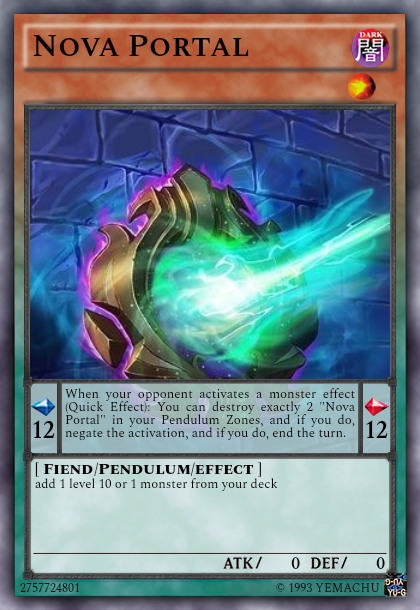 Nova Portal
DARK
闇
When your opponent activates a monster effect
(Quick Effect): You can destroy exactly 2 "Nova
Portal" in your Pendulum Zones, and if you do,
negate the activation, and if you do, end the turn.
12
12
[ Fiend/Pendulum/effect ]
add 1 level 10 or 1 monster from your deck
ATK/ 0 DEF/ 0
2757724801
© 1993 YEMACHU